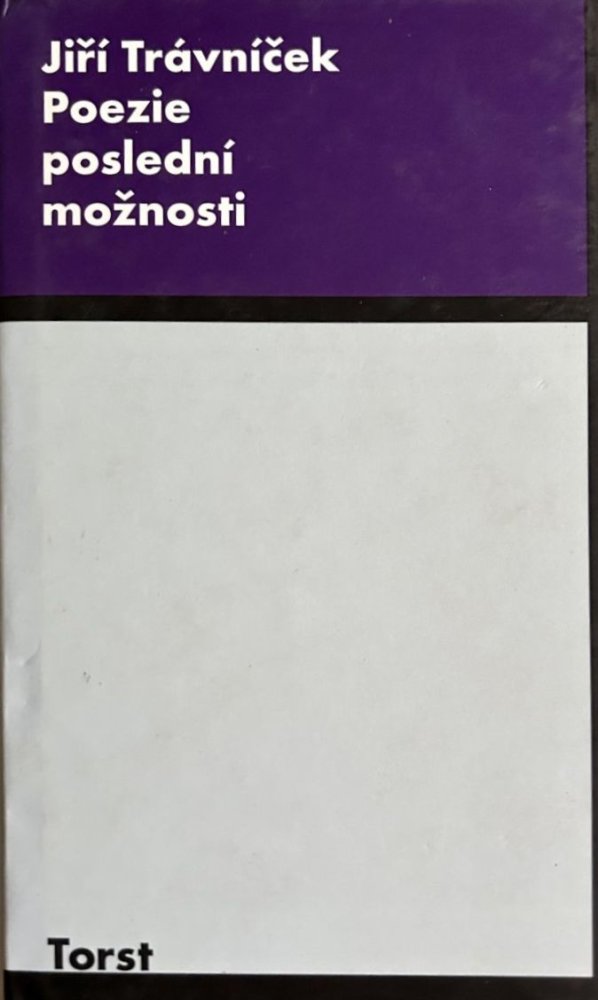 Jiří Trávníček
Poezie
poslední
možnosti
Torst